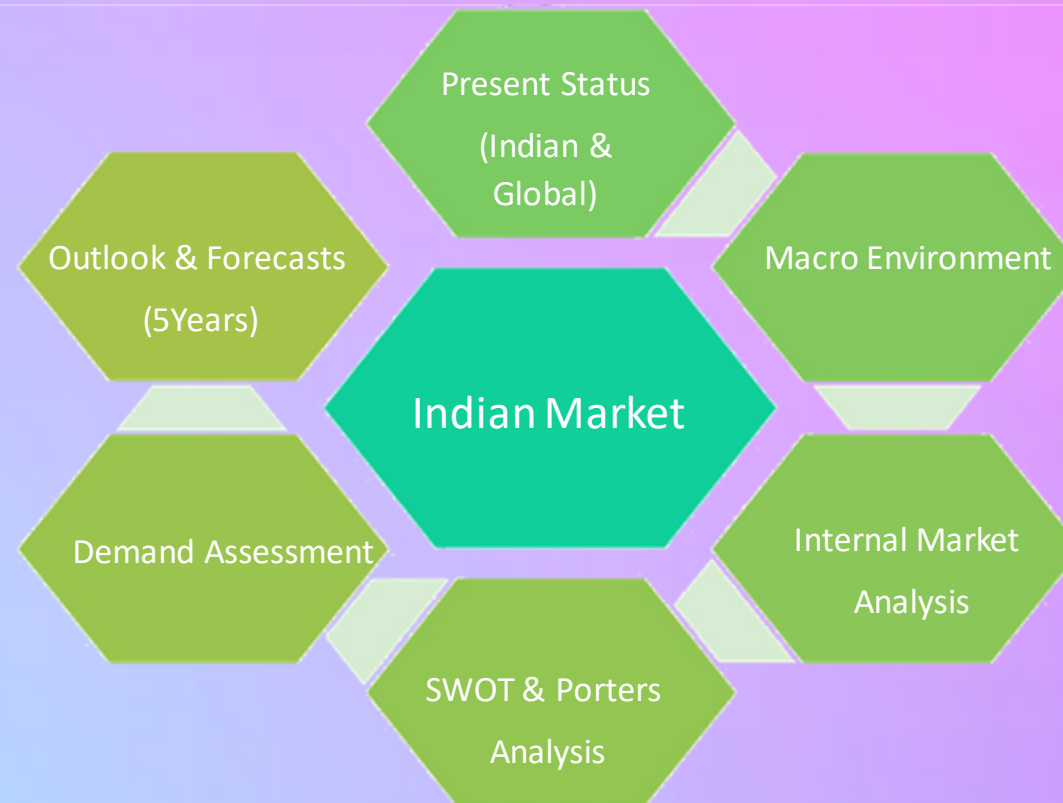 Present Status
(Indian &
Global)
Macro Environment
Internal Market
Analysis
SWOT & Porters
Analysis
Demand Assessment
Outlook & Forecasts
(5Years)
Indian Market